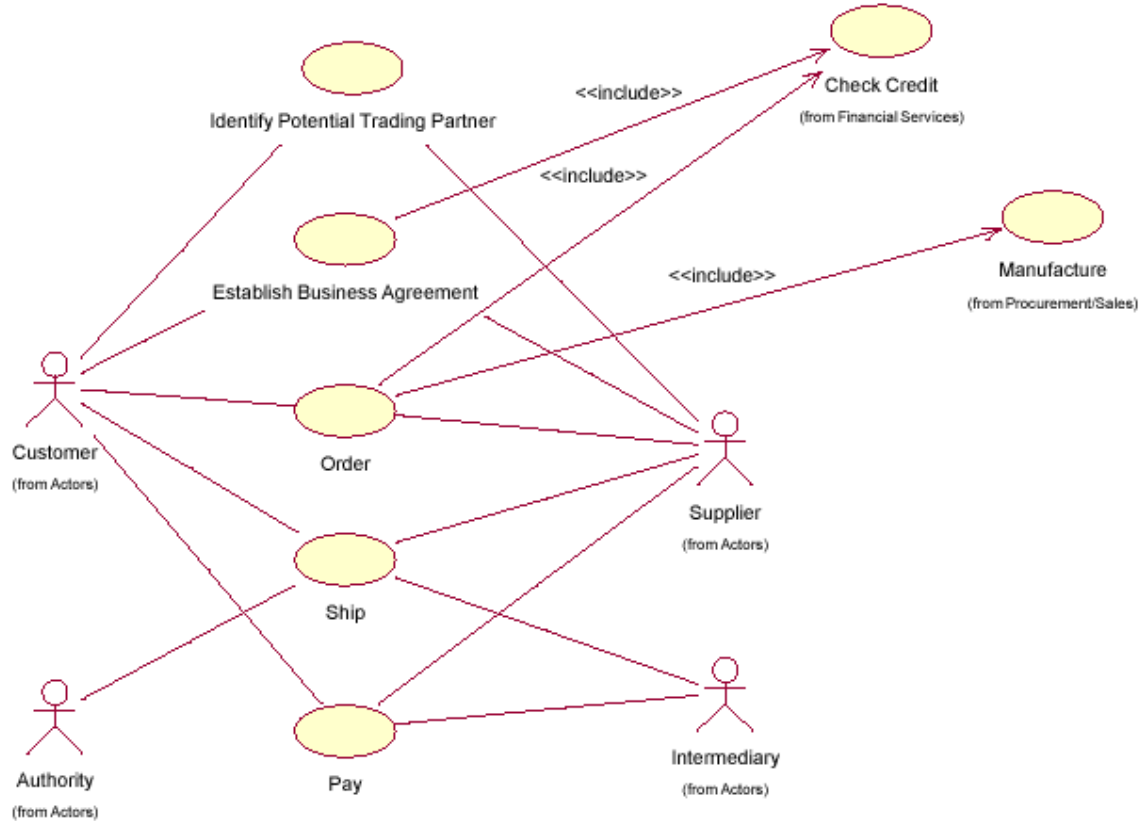 Check Credit
(from Financial Services)
<<include>>
Identify Potential Trading Partner
<<include>>
Manufacture
(from Procurement/Sales)
<<include>>
Establish Business Agreement
Customer
(from Actors)
Order
Supplier
(from Actors)
Ship
Authority
(from Actors)
Pay
Intermediary
(from Actors)